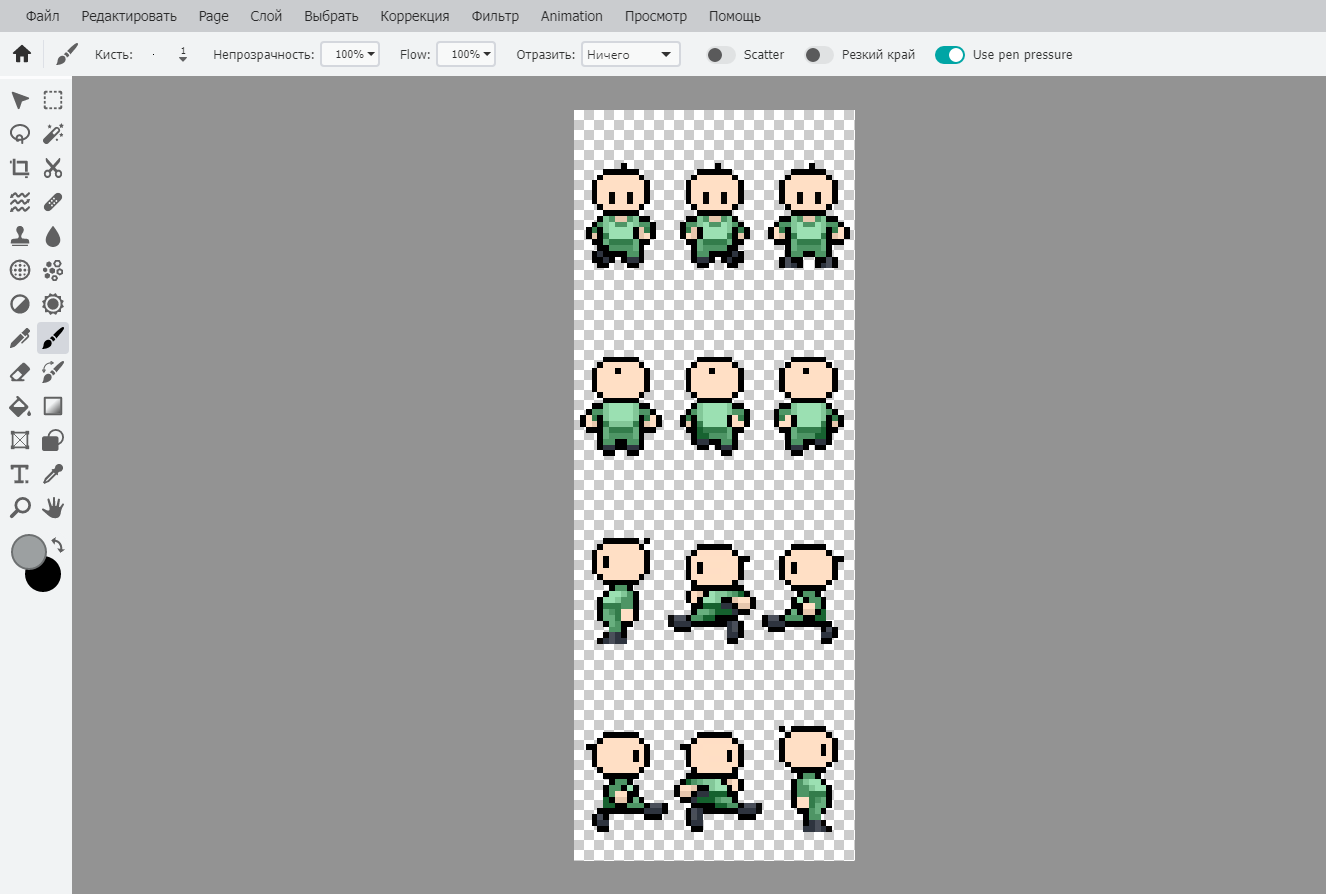 Файл Редактировать Page Слой Выбрать Коррекция Фильтр Animation Просмотр Помощь
Кисть: 1 Непрозрачность: 100% Flow: 100% Отразить: Ничего Scatter Резкий край Use pen pressure